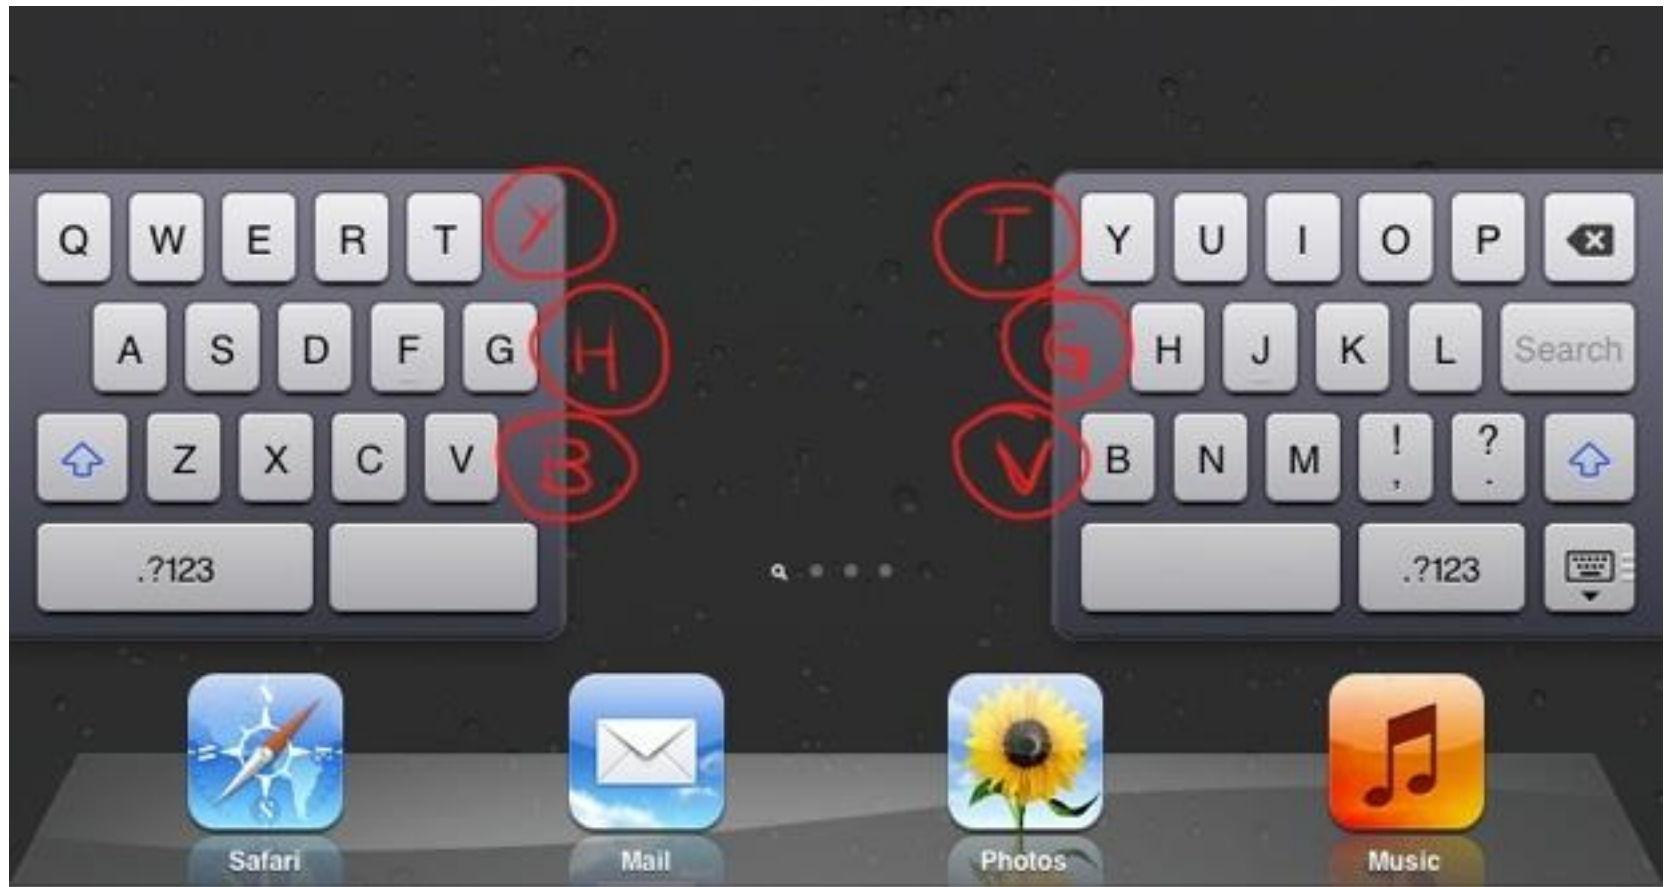 Q W E R T Y T Y U I O P
A S D F G H G H J K L Search
Z X C V B V B N M ! , ? .
.?123 .?123
Safari Mail Photos Music